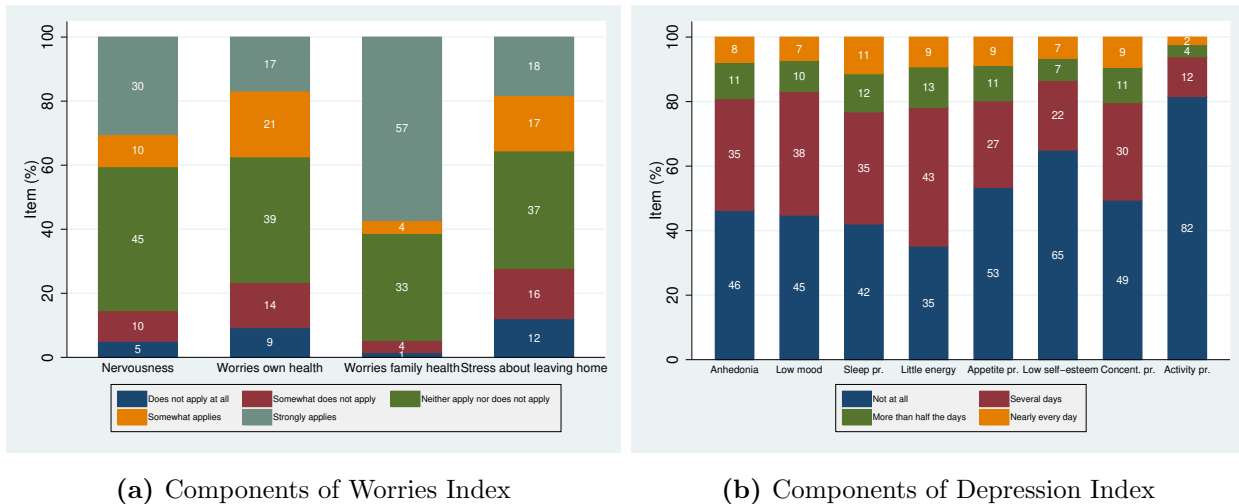 100
80
60
40
20
0
Item (%)
30
10
45
10
5
17
21
39
14
9
57
4
33
4
1
18
17
37
16
12
Nervousness
Worries own health
Worries family health
Stress about leaving home
Does not apply at all
Somewhat does not apply
Neither apply nor does not apply
Somewhat applies
Strongly applies
(a) Components of Worries Index
100
80
60
40
20
0
Item (%)
8
11
35
46
7
10
38
45
11
12
35
42
9
13
43
35
9
11
27
53
7
7
22
65
9
11
30
49
2
4
12
82
Anhedonia
Low mood
Sleep pr.
Little energy
Appetite pr.
Low self-esteem
Concent. pr.
Activity pr.
Not at all
Several days
More than half the days
Nearly every day
(b) Components of Depression Index